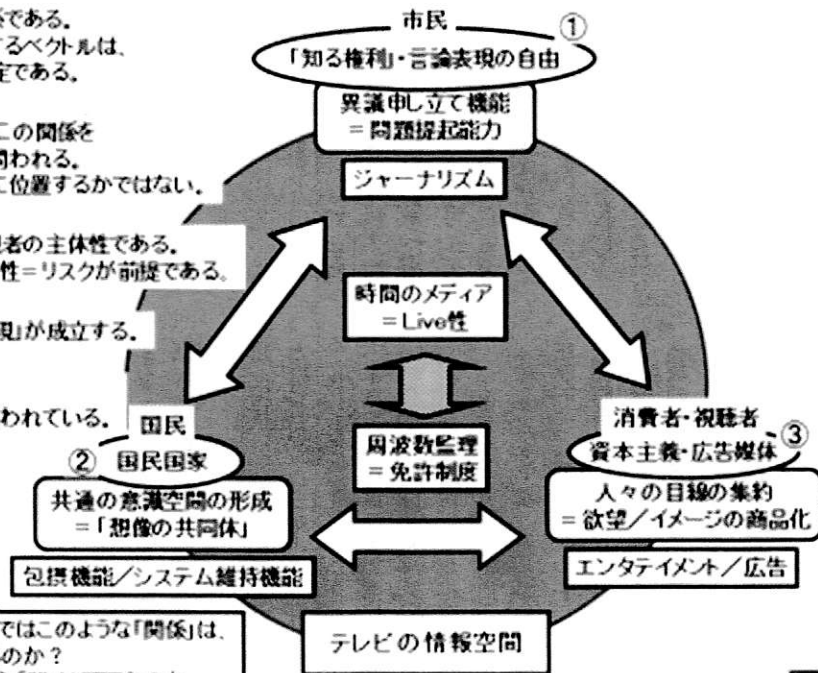 係である。
するベクトルは、
定である。
この関係を
問われる。
に位置するかではない。
現者の主体性である。
性=リスクが前提である。
現」が成立する。
われている。
市民
①
「知る権利」・言論表現の自由
異議申し立て機能
=問題提起能力
ジャーナリズム
時間のメディア
=Live性
周波数監理
=免許制度
国民
②
国民国家
共通の意識空間の形成
=「想像の共同体」
包摂機能/システム維持機能
消費者・視聴者
③
資本主義・広告媒体
人々の目線の集約
=欲望/イメージの商品化
エンタテイメント/広告
テレビの情報空間
ではこのような「関係」は、
のか?